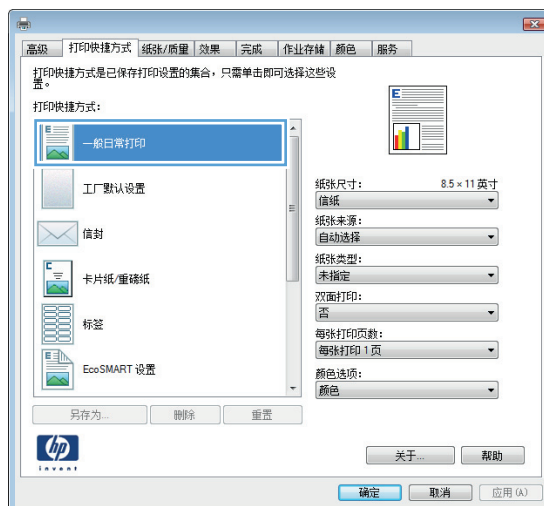 高级 打印快捷方式 纸张/质量 效果 完成 作业存储 颜色 服务
打印快捷方式是已保存打印设置的集合，只需单击即可选择这些设
置。
打印快捷方式：
一般日常打印
工厂默认设置
信封
卡片纸/重磅纸
标签
EcoSMART 设置
另存为... 删除 重置
纸张尺寸： 8.5 × 11 英寸
信纸
纸张来源：
自动选择
纸张类型：
未指定
双面打印：
否
每张打印页数：
每张打印 1 页
颜色选项：
颜色
hp
invent
关于... 帮助
确定 取消 应用 (A)